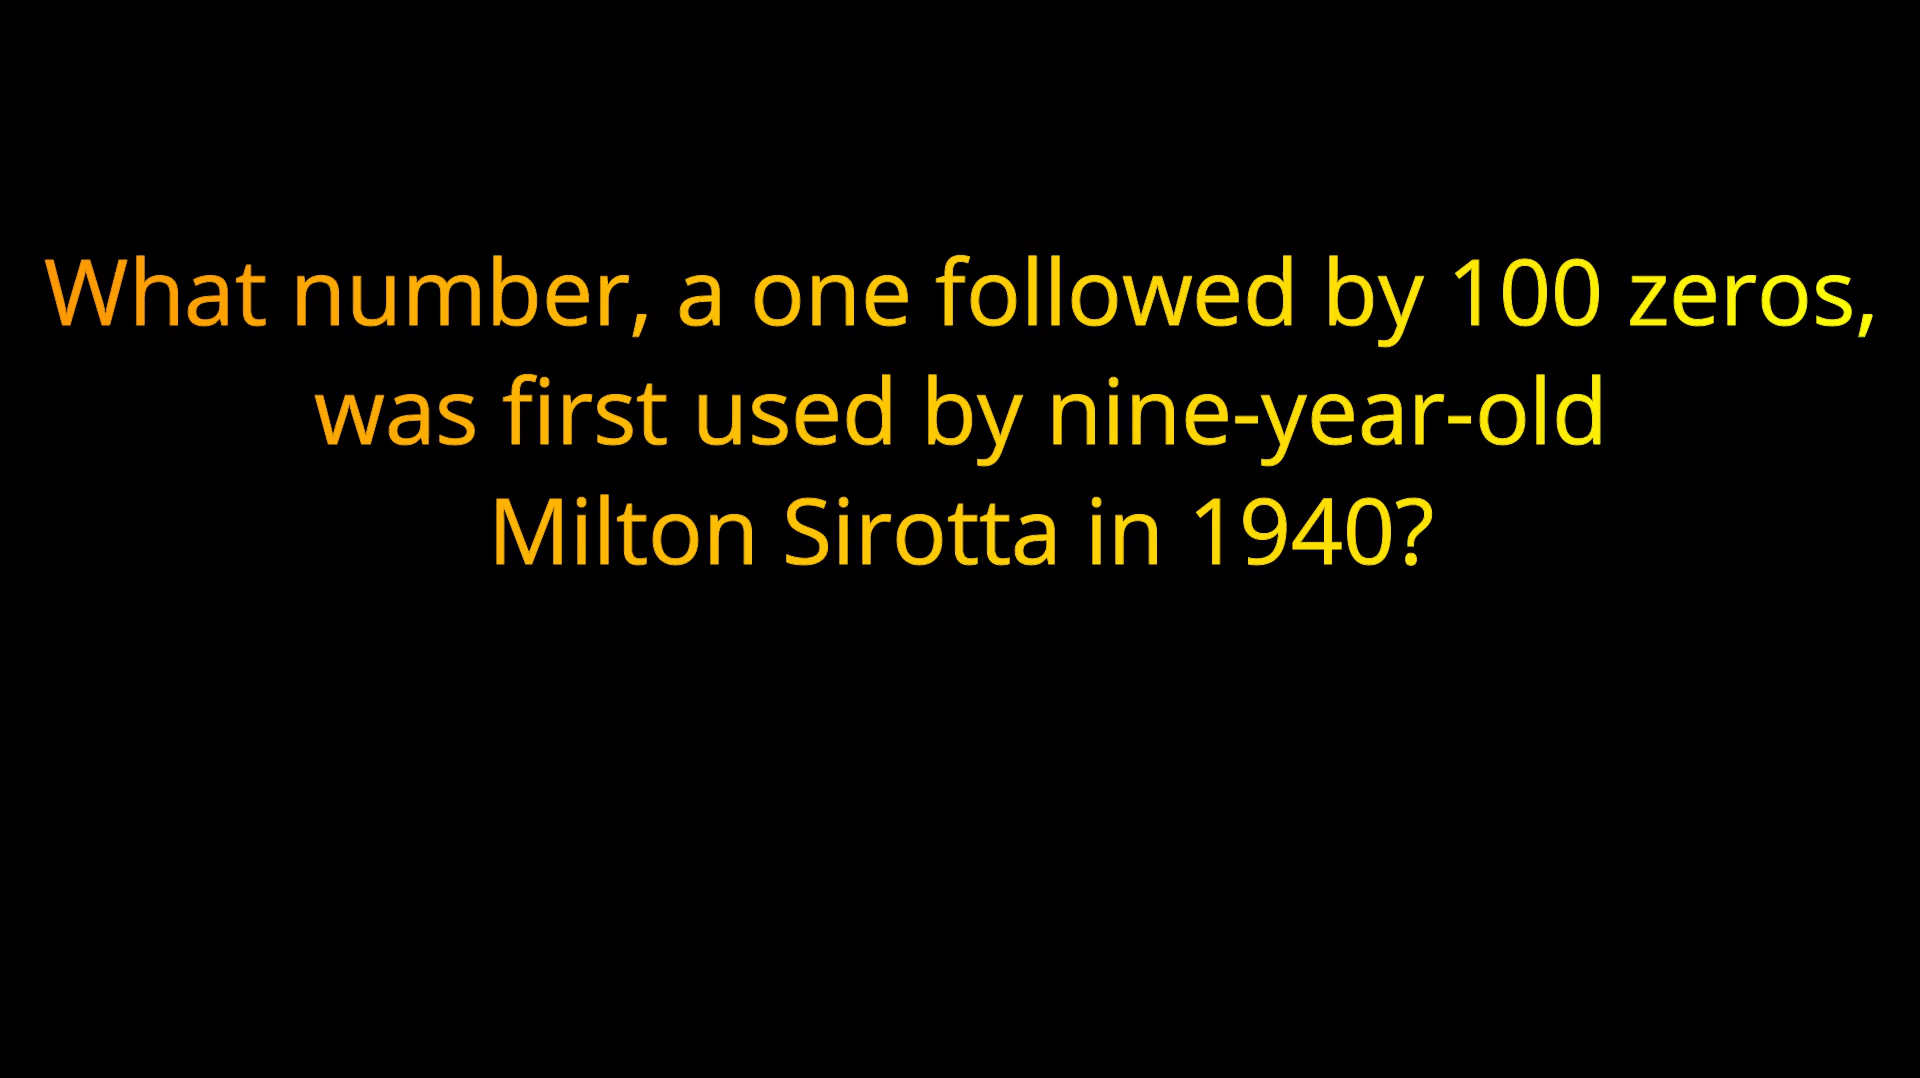 What number, a one followed by 100 zeros,
was first used by nine-year-old
Milton Sirotta in 1940?